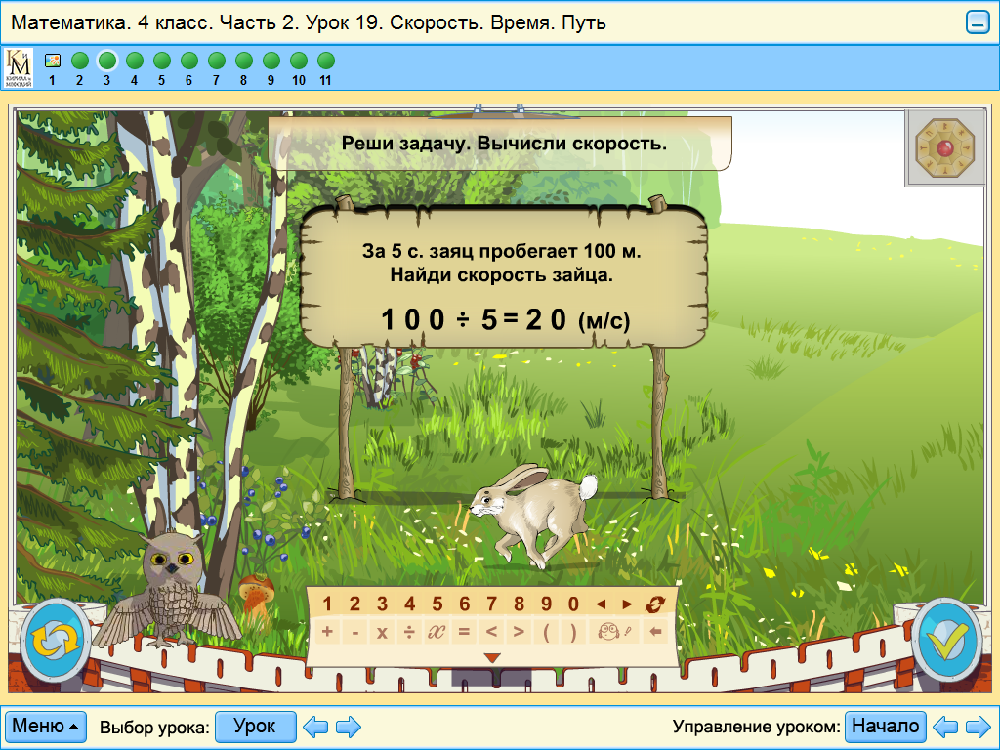 Математика. 4 класс. Часть 2. Урок 19. Скорость. Время. Путь
К и М
КИРИЛЛ и МЕФОДИЙ
1 2 3 4 5 6 7 8 9 10 11
Реши задачу. Вычисли скорость.
За 5 с. заяц пробегает 100 м.
Найди скорость зайца.
1 0 0 ÷ 5 = 2 0 (м/с)
1 2 3 4 5 6 7 8 9 0
+ - x ÷ x = < > ( ) !
Меню Выбор урока: Урок Управление уроком: Начало